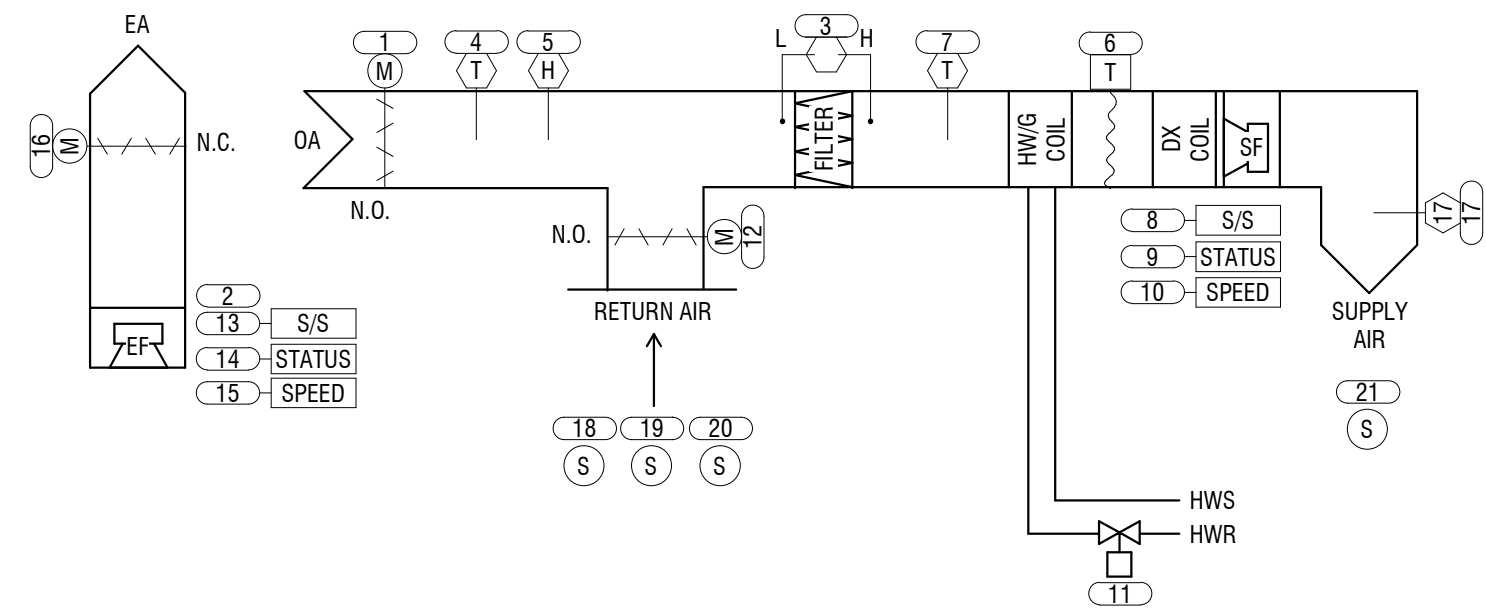 EA
16
M
N.C.
2
13
S/S
14
STATUS
15
SPEED
EF
OA
1
M
N.O.
4
T
5
H
L
3
H
FILTER
7
T
HW/G
COIL
6
T
DX
COIL
SF
N.O.
M
12
RETURN AIR
18
S
19
S
20
S
8
S/S
9
STATUS
10
SPEED
17
17
SUPPLY
AIR
21
S
HWS
HWR
11